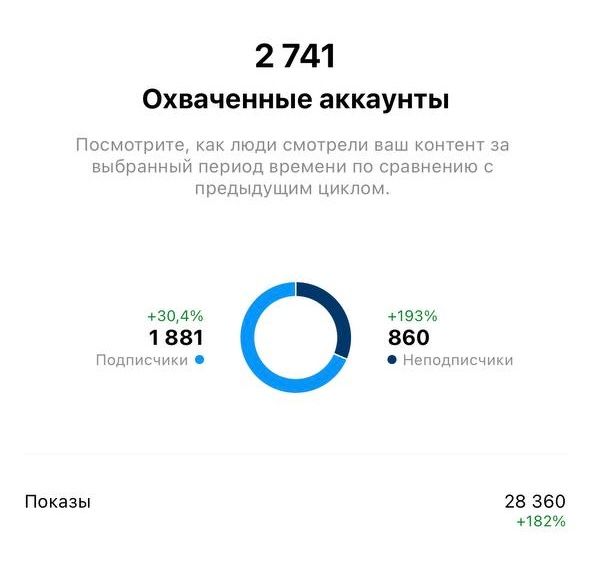 2 741
Охваченные аккаунты
Посмотрите, как люди смотрели ваш контент за
выбранный период времени по сравнению с
предыдущим циклом.
+30,4%
1 881
Подписчики
+193%
860
Неподписчики
Показы
28 360
+182%